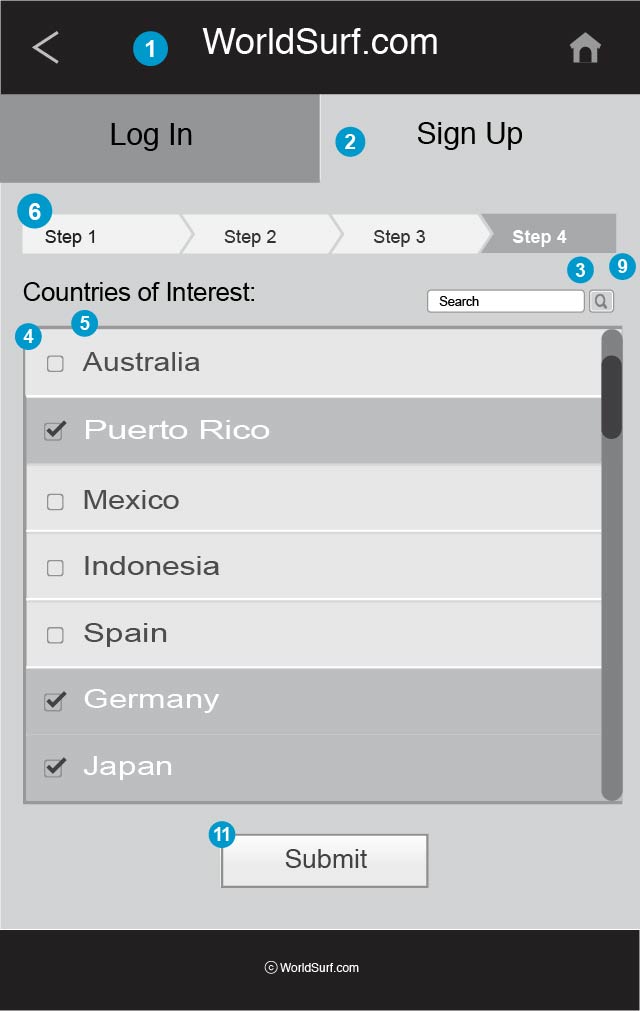 1 WorldSurf.com
Log In 2 Sign Up
6
Step 1 Step 2 Step 3 Step 4
3 9
Countries of Interest:
Search
4 5
Australia
Puerto Rico
Mexico
Indonesia
Spain
Germany
Japan
11
Submit
© WorldSurf.com